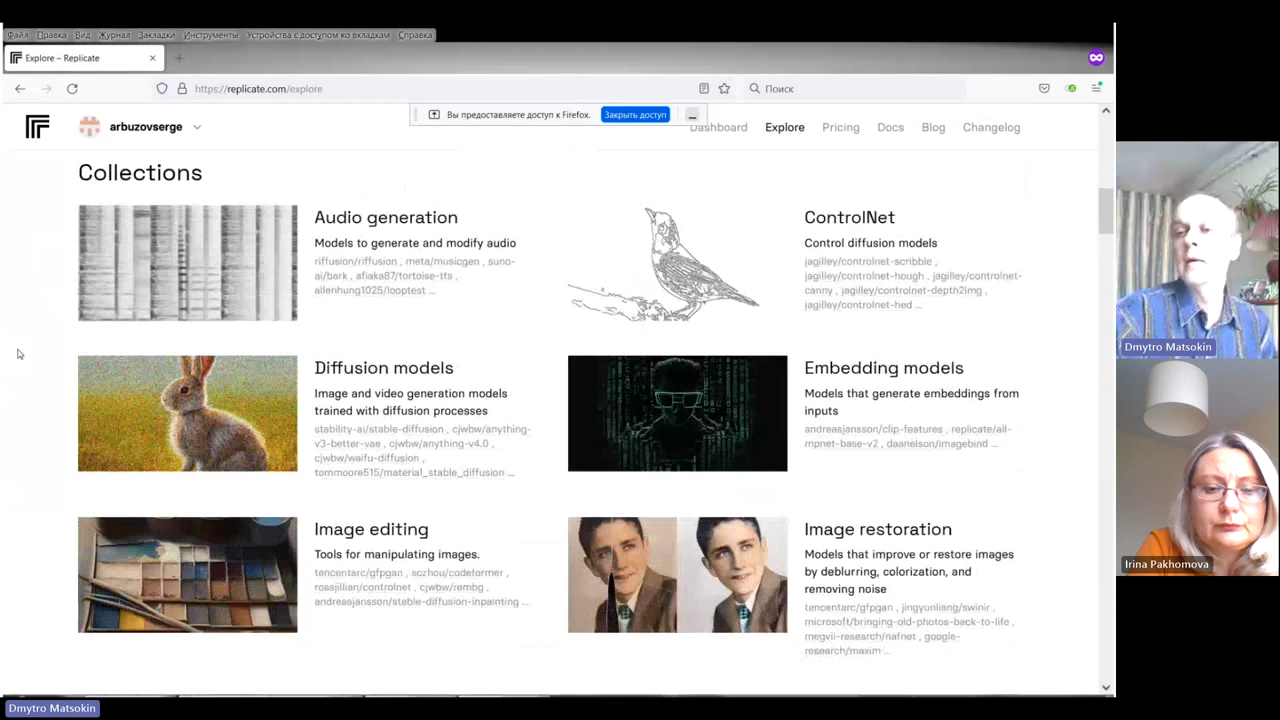 Файл Правка Вид Журнал Закладки Инструменты Устройства с доступом ко вкладкам Справка
Explore – Replicate
https://replicate.com/explore
Поиск
Вы предоставляете доступ к Firefox. Закрыть доступ
arbuzovserge
Dashboard Explore Pricing Docs Blog Changelog
Collections
Audio generation
Models to generate and modify audio
riffusion/riffusion , meta/musicgen , suno-
ai/bark , afiaka87/tortoise-tts ,
allenhung1025/looptest ...
ControlNet
Control diffusion models
jagilley/controlnet-scribble ,
jagilley/controlnet-hough , jagilley/controlnet-
canny , jagilley/controlnet-depth2img ,
jagilley/controlnet-hed ...
Diffusion models
Image and video generation models
trained with diffusion processes
stability-ai/stable-diffusion , cjwbw/anything-
v3-better-vae , cjwbw/anything-v4.0 ,
cjwbw/waifu-diffusion ,
tommoore515/material_stable_diffusion ...
Embedding models
Models that generate embeddings from
inputs
andreasjansson/clip-features , replicate/all-
mpnet-base-v2 , daanelson/imagebind ...
Image editing
Tools for manipulating images.
tencentarc/gfpgan , sczhou/codeformer ,
rossjillian/controlnet , cjwbw/rembg ,
andreasjansson/stable-diffusion-inpainting ...
Image restoration
Models that improve or restore images
by deblurring, colorization, and
removing noise
tencentarc/gfpgan , jingyunliang/swinir ,
microsoft/bringing-old-photos-back-to-life ,
megvii-research/nafnet , google-
research/maxim ...
Dmytro Matsokin
Irina Pakhomova
Dmytro Matsokin